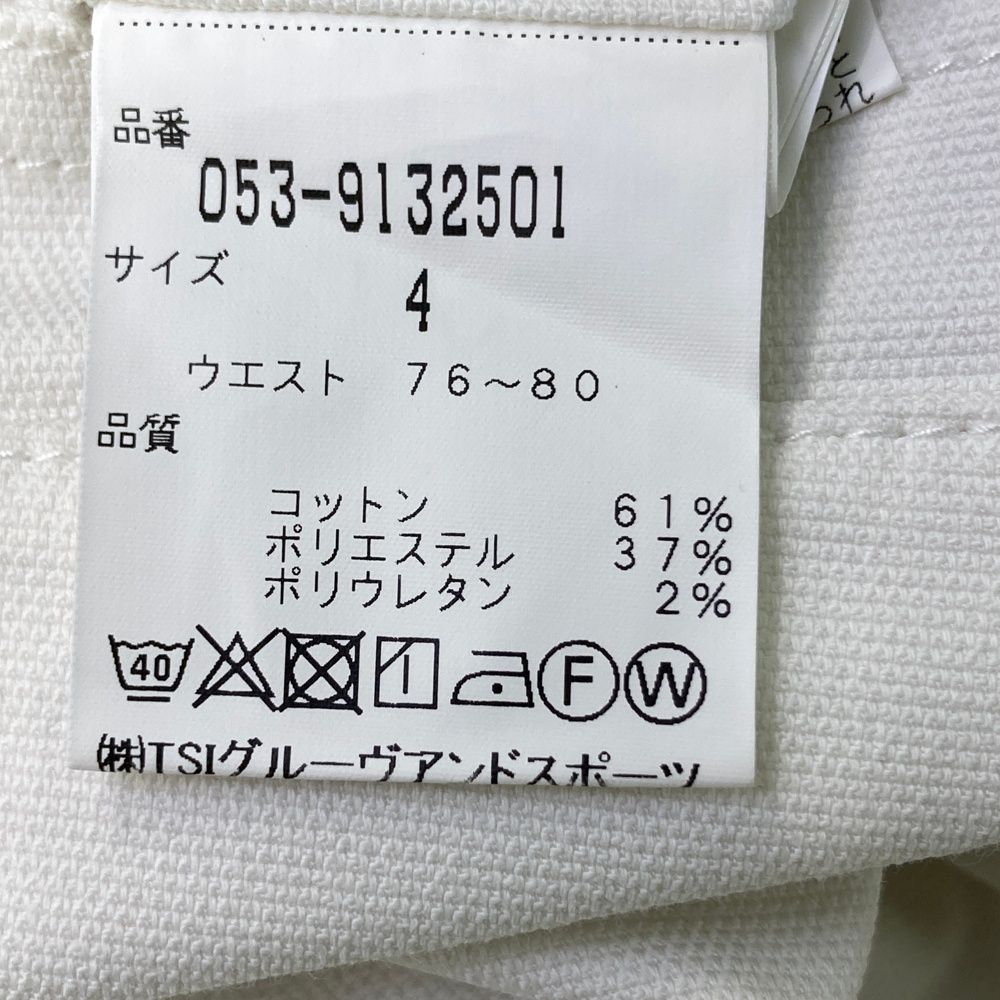 品番
053-9132501
サイズ
4
ウエスト 76～80
品質
コットン 61%
ポリエステル 37%
ポリウレタン 2%
40 F W
(株)TSIグルーヴアンドスポーツ
と
れ